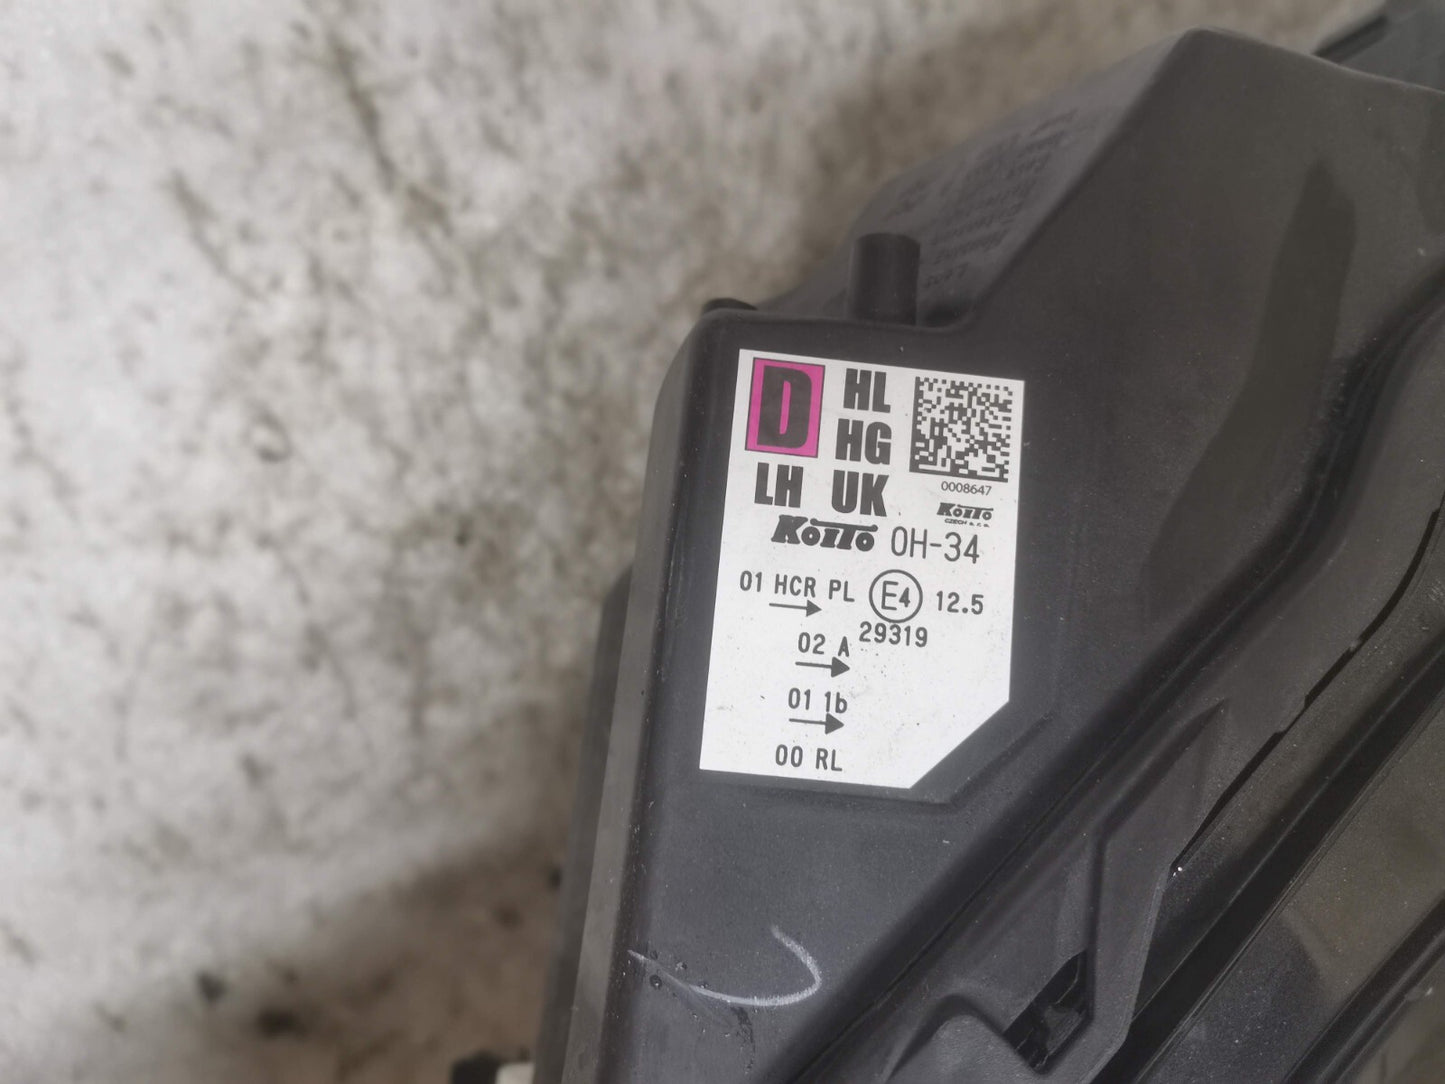 D HL
HG
LH UK
0008647
KOITO
CZECH s. r. o.
KOITO 0H-34
01 HCR PL E4 12.5
29319
02 A
01 1b
00 RL